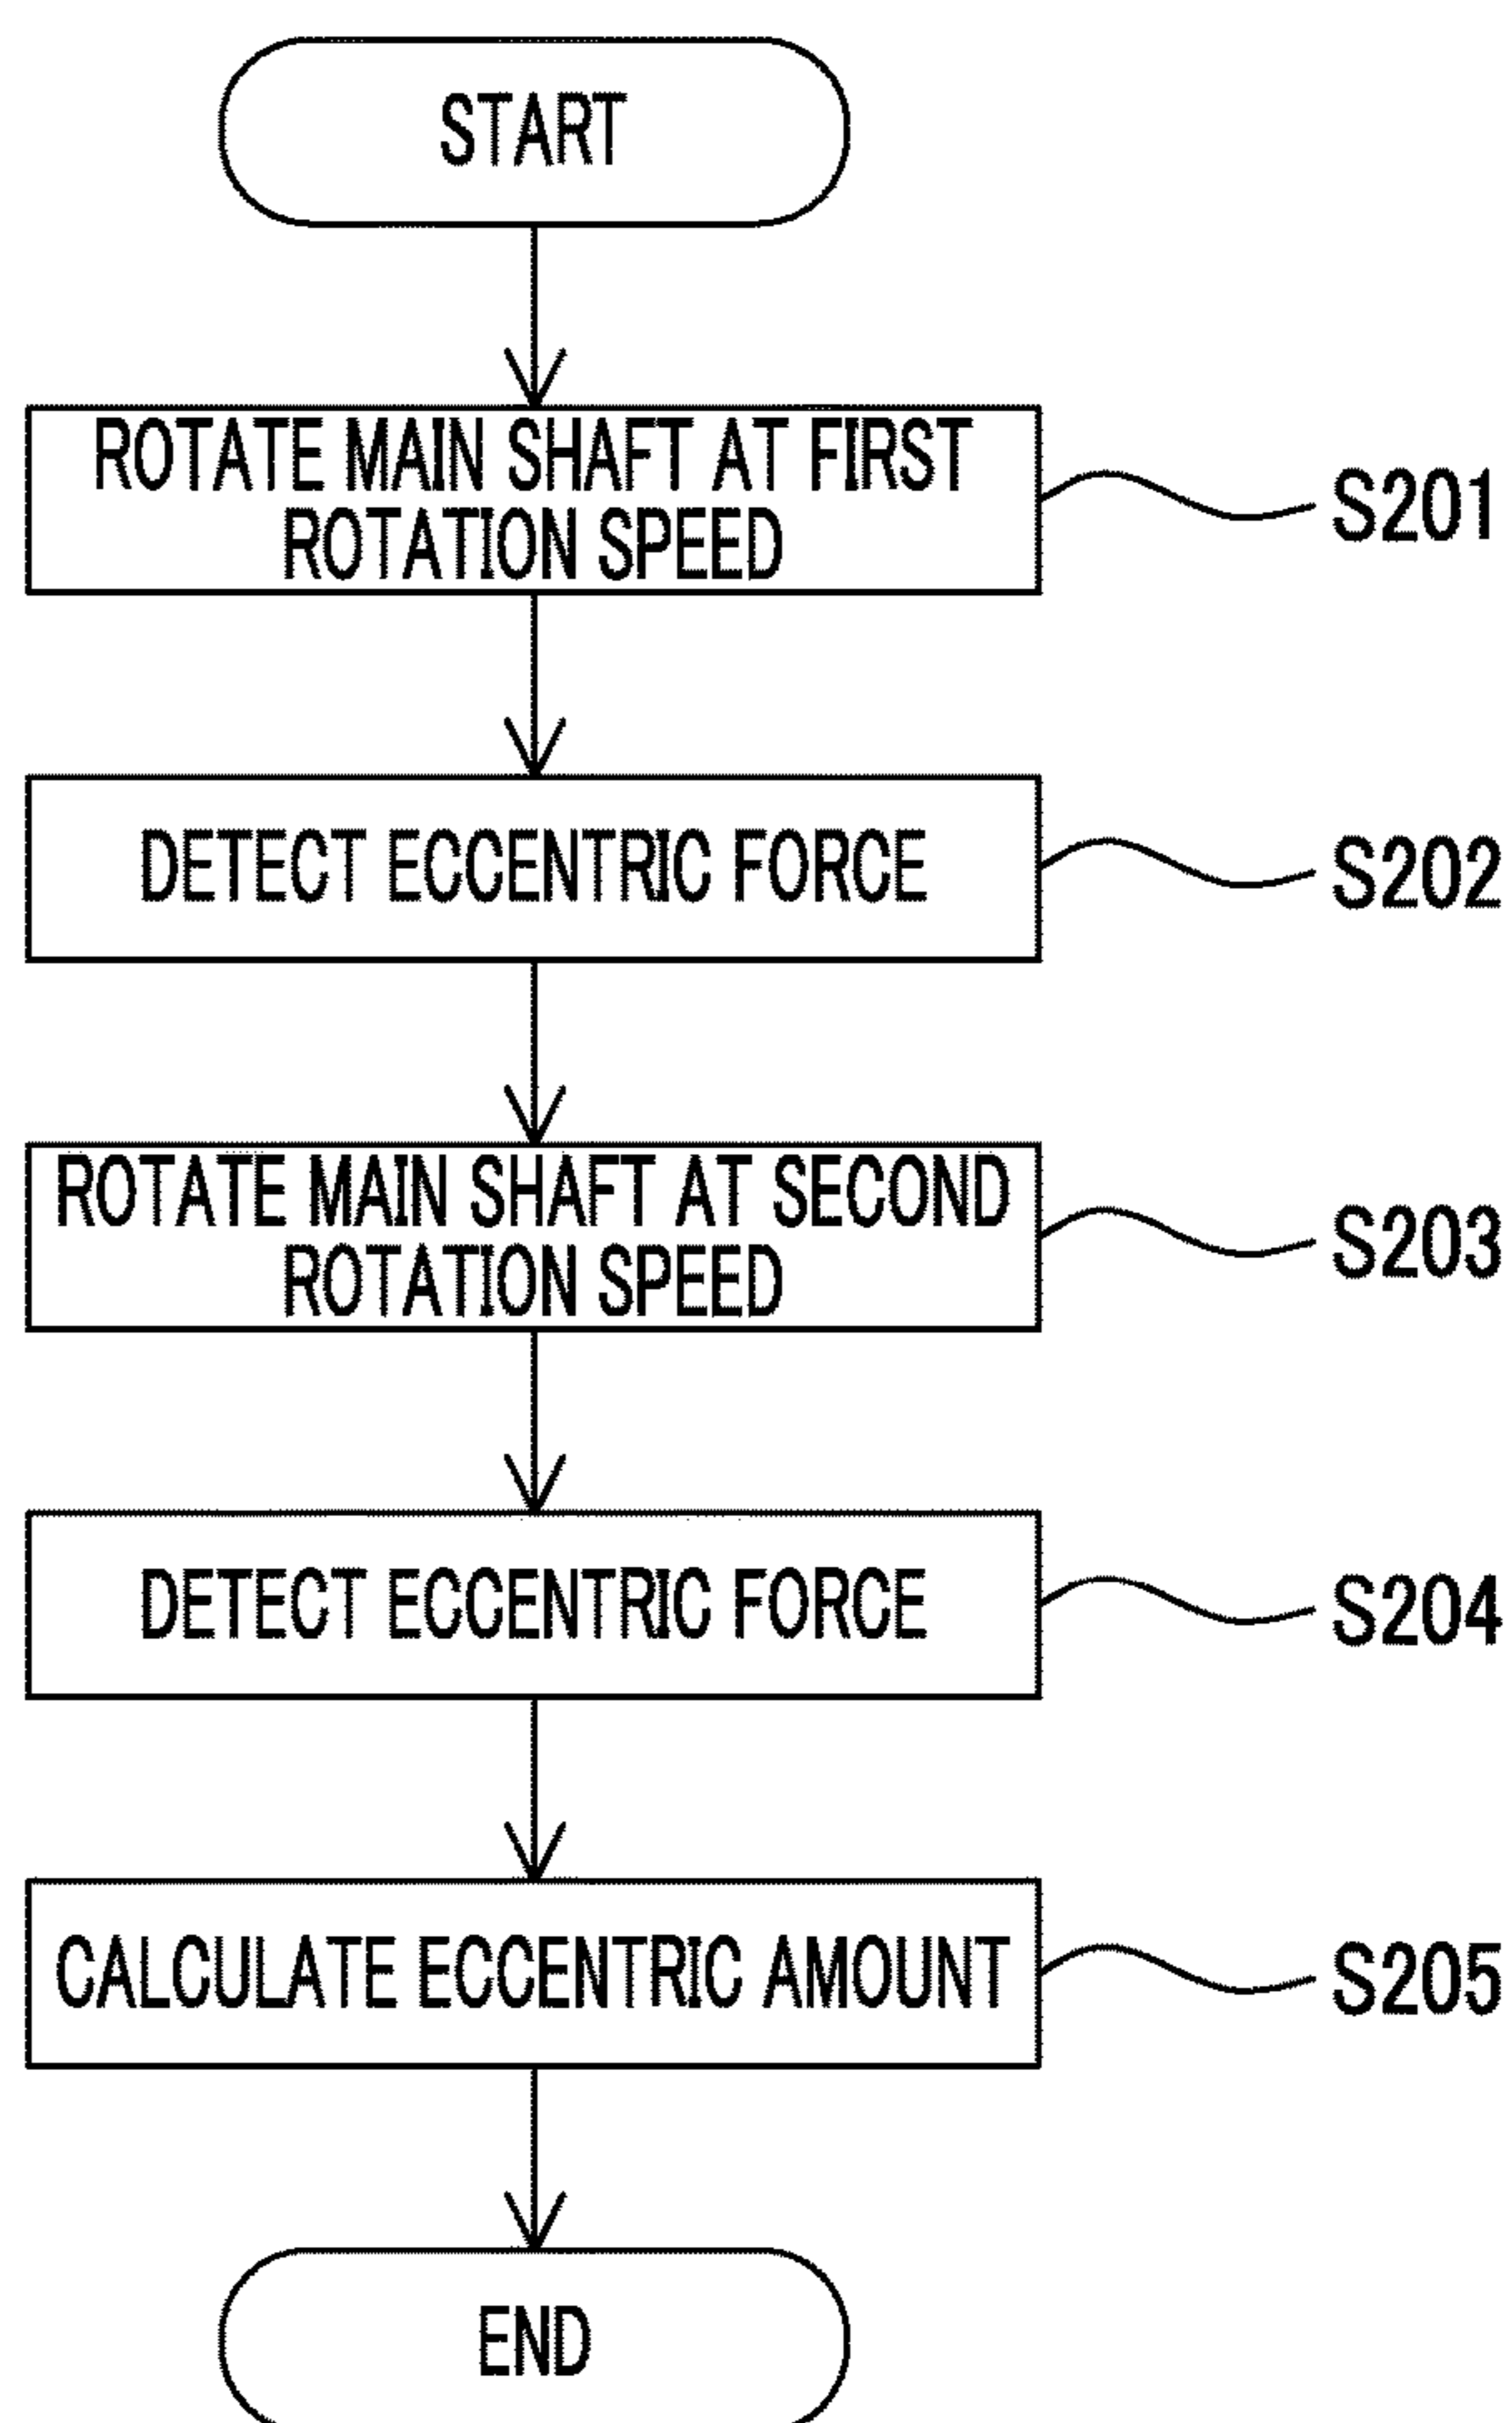 START
ROTATE MAIN SHAFT AT FIRST
ROTATION SPEED
S201
DETECT ECCENTRIC FORCE
S202
ROTATE MAIN SHAFT AT SECOND
ROTATION SPEED
S203
DETECT ECCENTRIC FORCE
S204
CALCULATE ECCENTRIC AMOUNT
S205
END